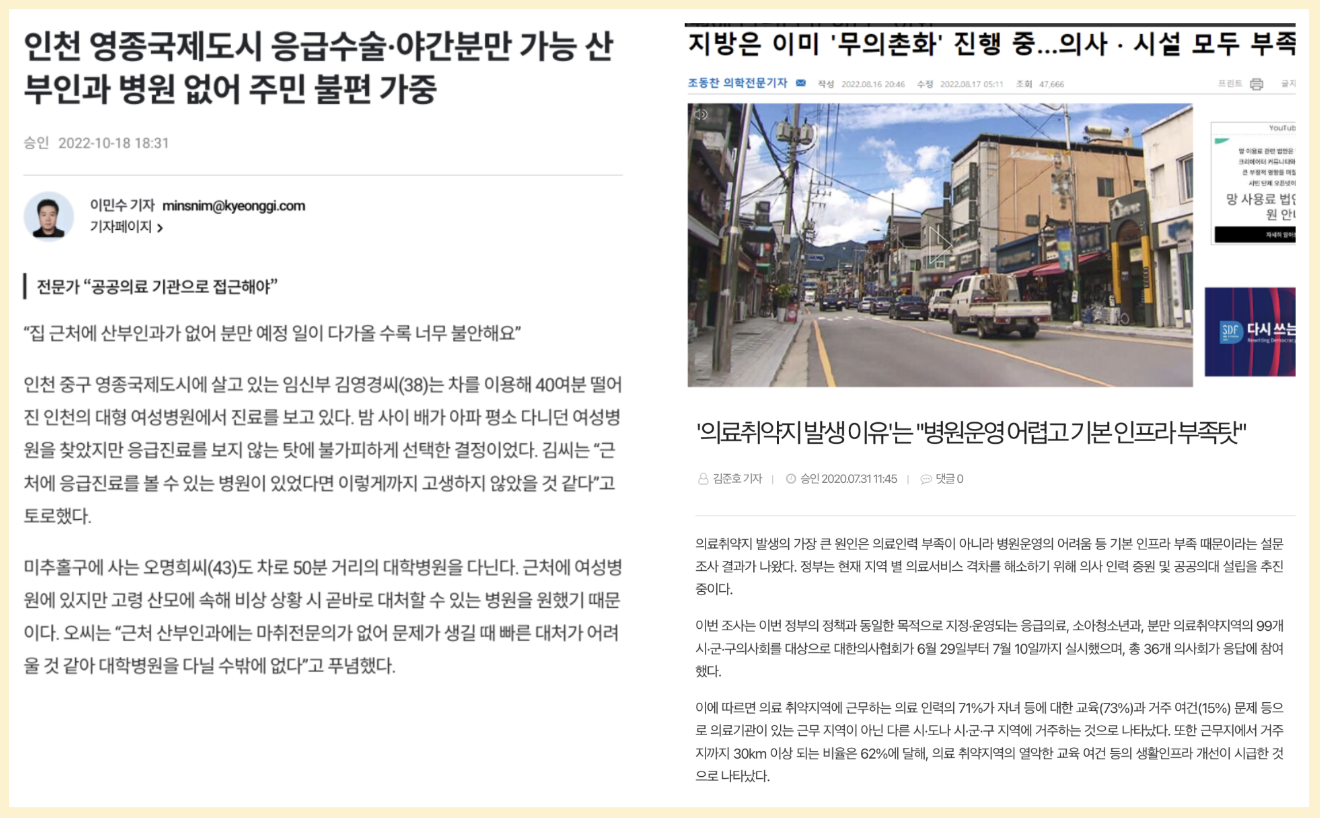 인천 영종국제도시 응급수술·야간분만 가능 산
부인과 병원 없어 주민 불편 가중
승인 2022-10-18 18:31
이민수 기자 minsnim@kyeonggi.com
기자페이지
전문가 “공공의료 기관으로 접근해야”
“집 근처에 산부인과가 없어 분만 예정 일이 다가올 수록 너무 불안해요”
인천 중구 영종국제도시에 살고 있는 임신부 김영경씨(38)는 차를 이용해 40여분 떨어
진 인천의 대형 여성병원에서 진료를 보고 있다. 밤 사이 배가 아파 평소 다니던 여성병
원을 찾았지만 응급진료를 보지 않는 탓에 불가피하게 선택한 결정이었다. 김씨는 “근
처에 응급진료를 볼 수 있는 병원이 있었다면 이렇게까지 고생하지 않았을 것 같다”고
토로했다.
미추홀구에 사는 오명희씨(43)도 차로 50분 거리의 대학병원을 다닌다. 근처에 여성병
원에 있지만 고령 산모에 속해 비상 상황 시 곧바로 대처할 수 있는 병원을 원했기 때문
이다. 오씨는 “근처 산부인과에는 마취전문의가 없어 문제가 생길 때 빠른 대처가 어려
울 것 같아 대학병원을 다닐 수밖에 없다”고 푸념했다.
지방은 이미 '무의촌화' 진행 중...의사·시설 모두 부족
조동찬 의학전문기자 작성 2022.08.16 20:46 수정 2022.08.17 05:11 조회 47,666
프린트 글자
YouTub
망 이용료 관련 법안은
크리에이터 커뮤니티와
큰 부정적 영향을 미칠
망 사용료 법안
원 안내
SDF 다시 쓰는
Rewriting Democracy
'의료취약지 발생 이유'는 "병원운영 어렵고 기본 인프라 부족탓"
김준호 기자 | 승인 2020.07.31 11:45 | 댓글 0
의료취약지 발생의 가장 큰 원인은 의료인력 부족이 아니라 병원운영의 어려움 등 기본 인프라 부족 때문이라는 설문
조사 결과가 나왔다. 정부는 현재 지역 별 의료서비스 격차를 해소하기 위해 의사 인력 증원 및 공공의대 설립을 추진
중이다.
이번 조사는 이번 정부의 정책과 동일한 목적으로 지정·운영되는 응급의료, 소아청소년과, 분만 의료취약지역의 99개
시·군·구의사회를 대상으로 대한의사협회가 6월 29일부터 7월 10일까지 실시했으며, 총 36개 의사회가 응답에 참여
했다.
이에 따르면 의료 취약지역에 근무하는 의료 인력의 71%가 자녀 등에 대한 교육(73%)과 거주 여건(15%) 문제 등으
로 의료기관이 있는 근무 지역이 아닌 다른 시·도나 시·군·구 지역에 거주하는 것으로 나타났다. 또한 근무지에서 거주
지까지 30km 이상 되는 비율은 62%에 달해, 의료 취약지역의 열악한 교육 여건 등의 생활인프라 개선이 시급한 것
으로 나타났다.